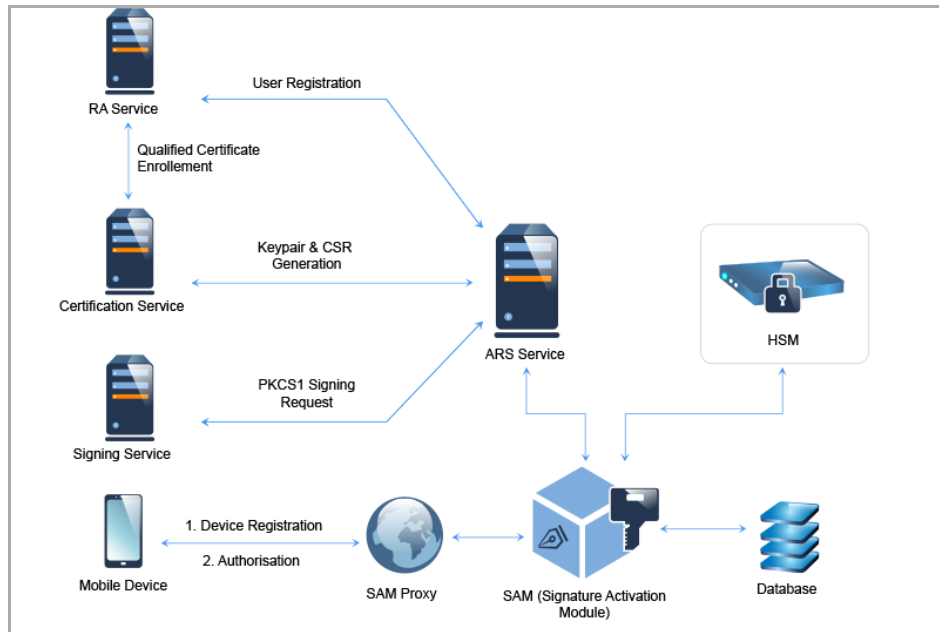 User Registration
RA Service
Qualified Certificate
Enrollement
Keypair & CSR
Generation
Certification Service
ARS Service
HSM
PKCS1 Signing
Request
Signing Service
1. Device Registration
2. Authorisation
Mobile Device
SAM Proxy
SAM (Signature Activation
Module)
Database